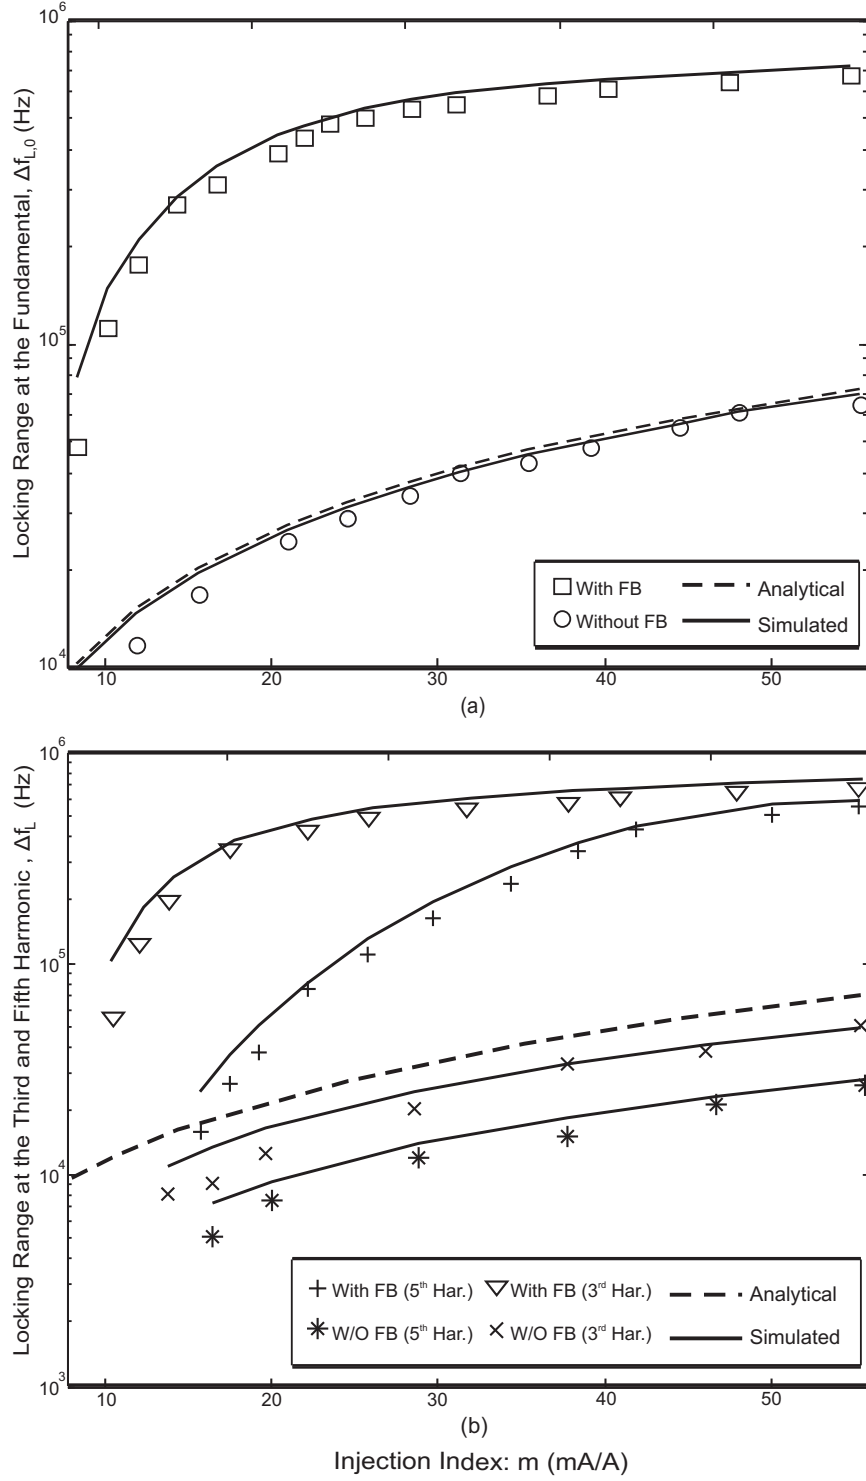 10⁶
10⁵
10⁴
Locking Range at the Fundamental, Δf_L,0 (Hz)
With FB
Analytical
Without FB
Simulated
10
20
30
40
50
(a)
10⁶
10⁵
10⁴
10³
Locking Range at the Third and Fifth Harmonic , Δf_L (Hz)
With FB (5th Har.)
With FB (3rd Har.)
Analytical
W/O FB (5th Har.)
W/O FB (3rd Har.)
Simulated
10
20
30
40
50
(b)
Injection Index: m (mA/A)